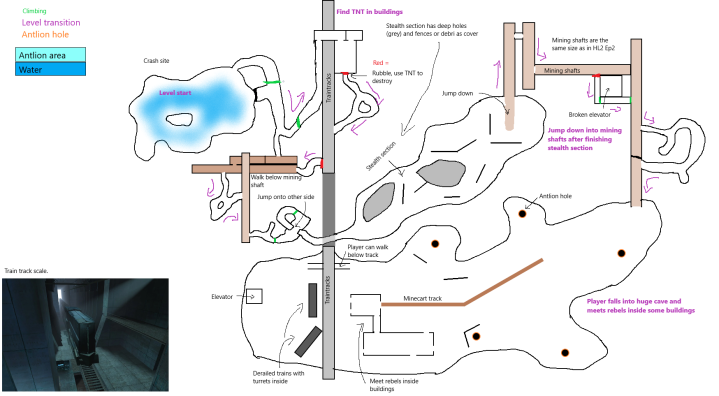 Climbing
Level transition
Antlion hole
Antlion area
Water
Find TNT in buildings
Stealth section has deep holes
(grey) and fences or debri as cover
Mining shafts are the
same size as in HL2 Ep2
Crash site
Level start
Red =
Rubble, use TNT to
destroy
Traintracks
Mining shafts
Jump down
Broken elevator
Jump down into mining
shafts after finishing
stealth section
Stealth section
Walk below mining
shaft
Jump onto other side
Antlion hole
Player can walk
below track
Train track scale.
Elevator
Traintracks
Minecart track
Player falls into huge cave and
meets rebels inside some buildings
Derailed trains with
turrets inside
Meet rebels inside
buildings